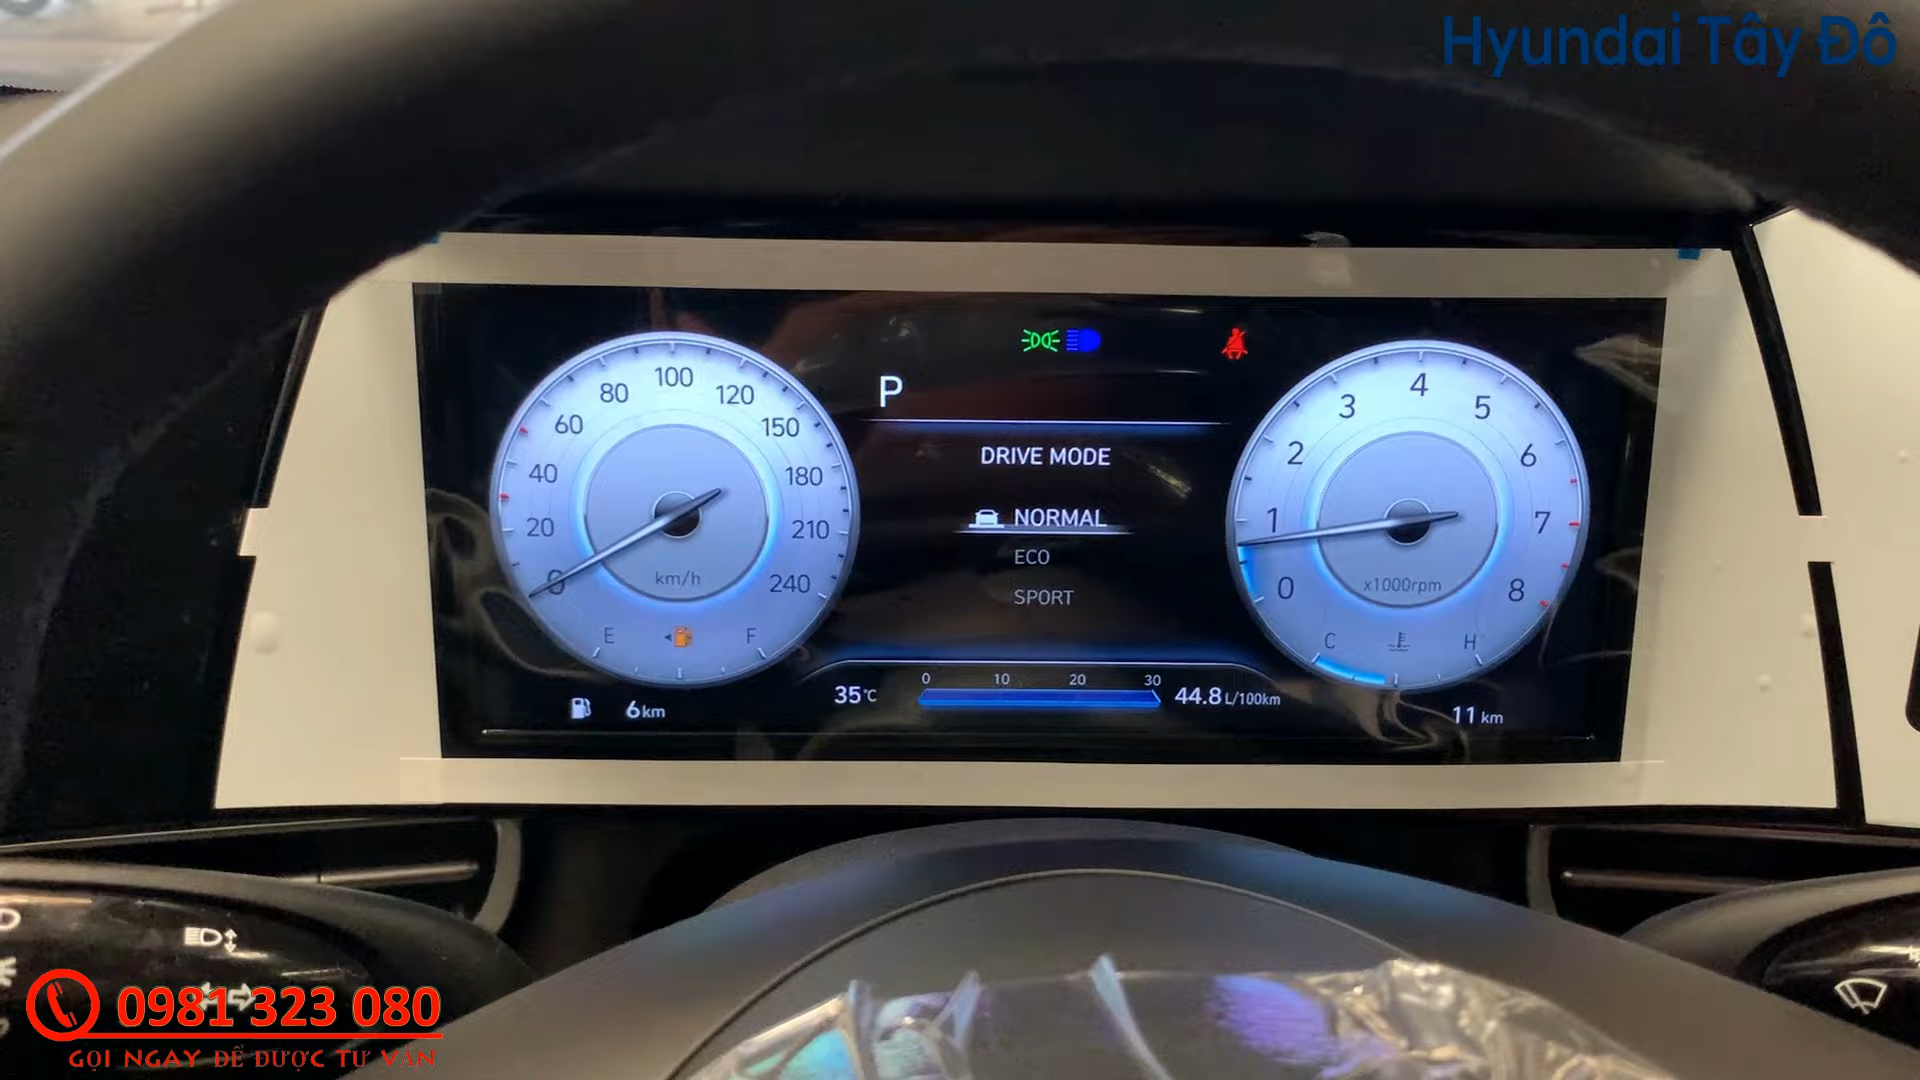 Hyundai Tây Đô
P
DRIVE MODE
NORMAL
ECO
SPORT
0 20 40 60 80 100 120 150 180 210 240
km/h
E F
0 1 2 3 4 5 6 7 8
x1000rpm
C H
6 km
35°C
0 10 20 30
44.8 L/100km
11 km
0981 323 080
GỌI NGAY ĐỂ ĐƯỢC TƯ VẤN